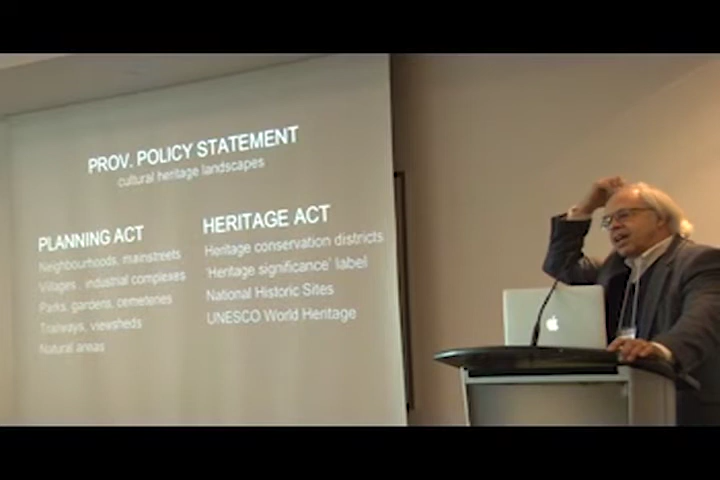 PROV. POLICY STATEMENT
cultural heritage landscapes
PLANNING ACT
Neighbourhoods, mainstreets
Villages, industrial complexes
Parks, gardens, cemeteries
Trailways, viewsheds
Natural areas
HERITAGE ACT
Heritage conservation districts
'Heritage significance' label
National Historic Sites
UNESCO World Heritage